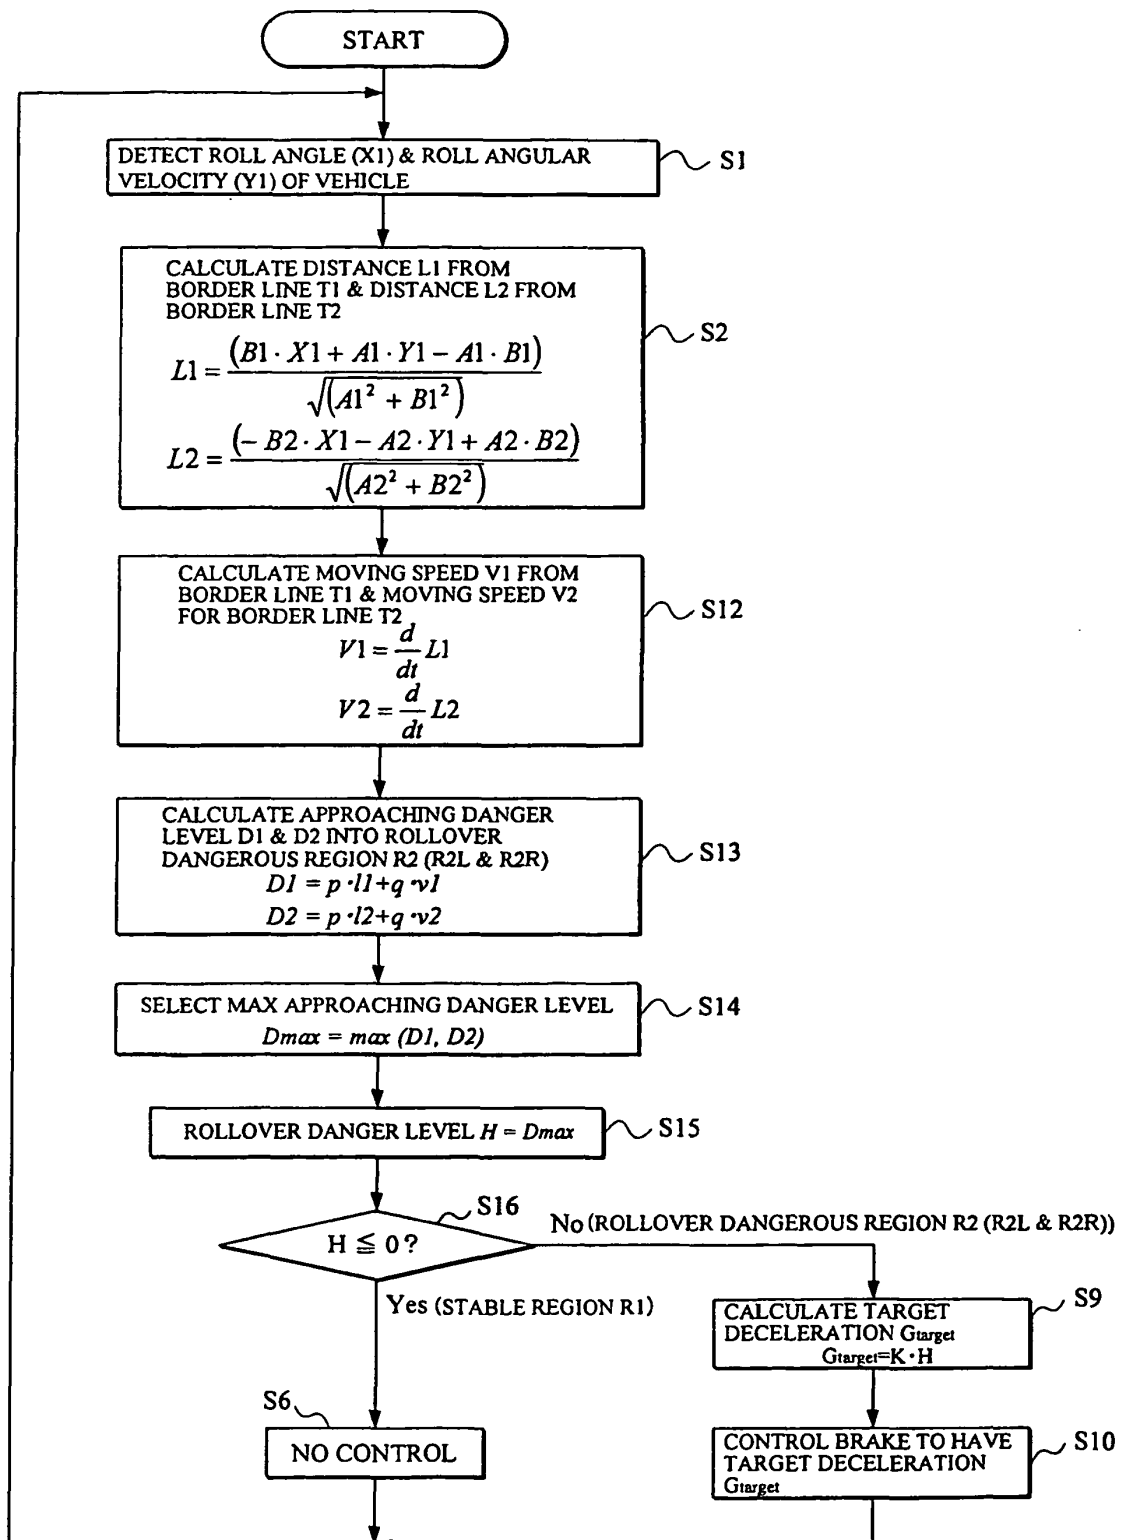 START
DETECT ROLL ANGLE (X1) & ROLL ANGULAR
VELOCITY (Y1) OF VEHICLE
S1
CALCULATE DISTANCE L1 FROM
BORDER LINE T1 & DISTANCE L2 FROM
BORDER LINE T2
L1 = (B1 · X1 + A1 · Y1 − A1 · B1) / √(A1² + B1²)
L2 = (− B2 · X1 − A2 · Y1 + A2 · B2) / √(A2² + B2²)
S2
CALCULATE MOVING SPEED V1 FROM
BORDER LINE T1 & MOVING SPEED V2
FOR BORDER LINE T2
V1 = d/dt L1
V2 = d/dt L2
S12
CALCULATE APPROACHING DANGER
LEVEL D1 & D2 INTO ROLLOVER
DANGEROUS REGION R2 (R2L & R2R)
D1 = p ·l1+q ·v1
D2 = p ·l2+q ·v2
S13
SELECT MAX APPROACHING DANGER LEVEL
Dmax = max (D1, D2)
S14
ROLLOVER DANGER LEVEL H = Dmax
S15
S16
H ≦ 0 ?
No (ROLLOVER DANGEROUS REGION R2 (R2L & R2R))
Yes (STABLE REGION R1)
CALCULATE TARGET
DECELERATION Gtarget
Gtarget=K·H
S9
S6
NO CONTROL
CONTROL BRAKE TO HAVE
TARGET DECELERATION
Gtarget
S10